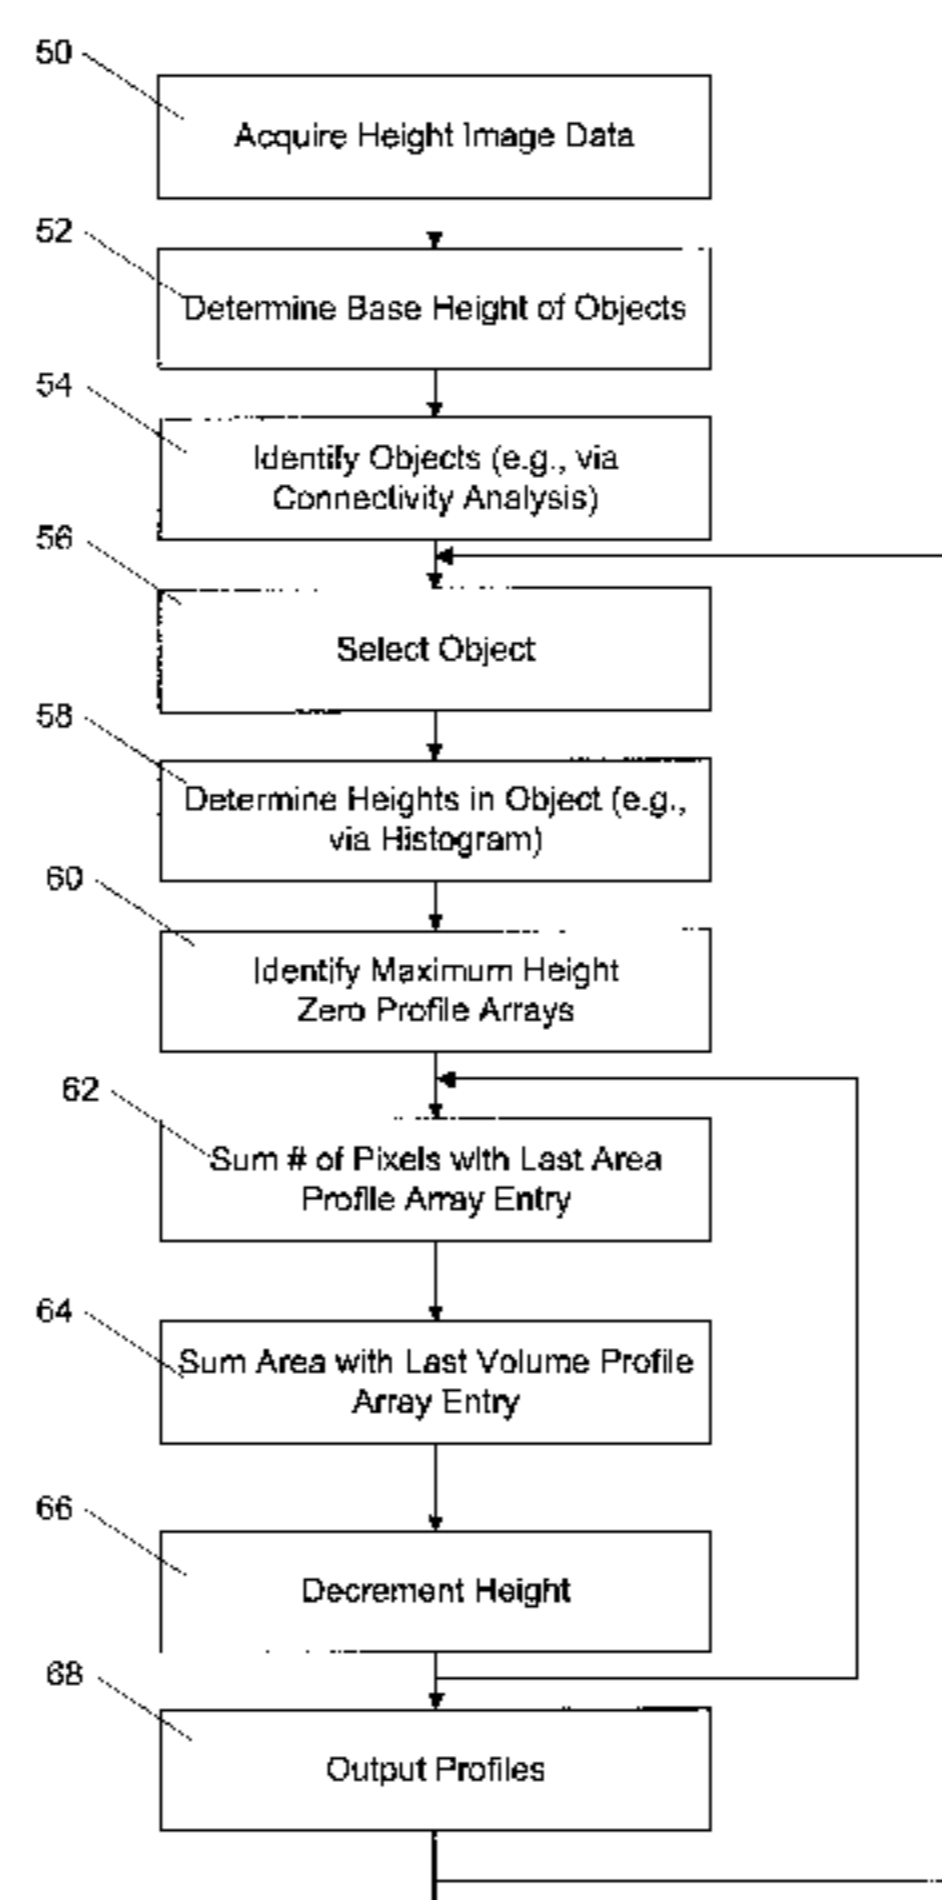 50
Acquire Height Image Data
52
Determine Base Height of Objects
54
Identify Objects (e.g., via
Connectivity Analysis)
56
Select Object
58
Determine Heights in Object (e.g.,
via Histogram)
60
Identify Maximum Height
Zero Profile Arrays
62
Sum # of Pixels with Last Area
Profile Array Entry
64
Sum Area with Last Volume Profile
Array Entry
66
Decrement Height
68
Output Profiles